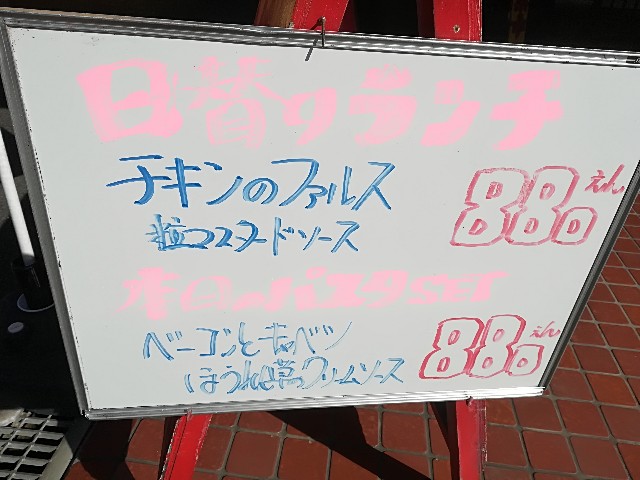 日替りランチ
チキンのファルス 880えん
粒マスタードソース
本日のパスタSET
ベーコンとキャベツ 880えん
ほうれん草のクリームソース